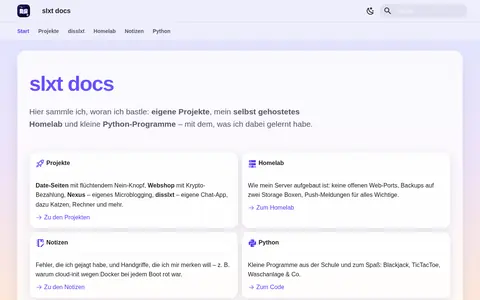 slxt docs
Start Projekte disslxt Homelab Notizen Python
slxt docs
Hier sammle ich, woran ich bastle: eigene Projekte, mein selbst gehostetes
Homelab und kleine Python-Programme – mit dem, was ich dabei gelernt habe.
Projekte
Date-Seiten mit flüchtendem Nein-Knopf, Webshop mit Krypto-
Bezahlung, Nexus – eigenes Microblogging, disslxt – eigene Chat-App,
dazu Katzen, Rechner und mehr.
→ Zu den Projekten
Homelab
Wie mein Server aufgebaut ist: keine offenen Web-Ports, Backups auf
zwei Storage Boxen, Push-Meldungen für alles Wichtige.
→ Zum Homelab
Notizen
Fehler, die ich gejagt habe, und Handgriffe, die ich mir merken will – z. B.
warum cloud-init wegen Docker bei jedem Boot rot war.
→ Zu den Notizen
Python
Kleine Programme aus der Schule und zum Spaß: Blackjack, TicTacToe,
Waschanlage & Co.
→ Zum Code